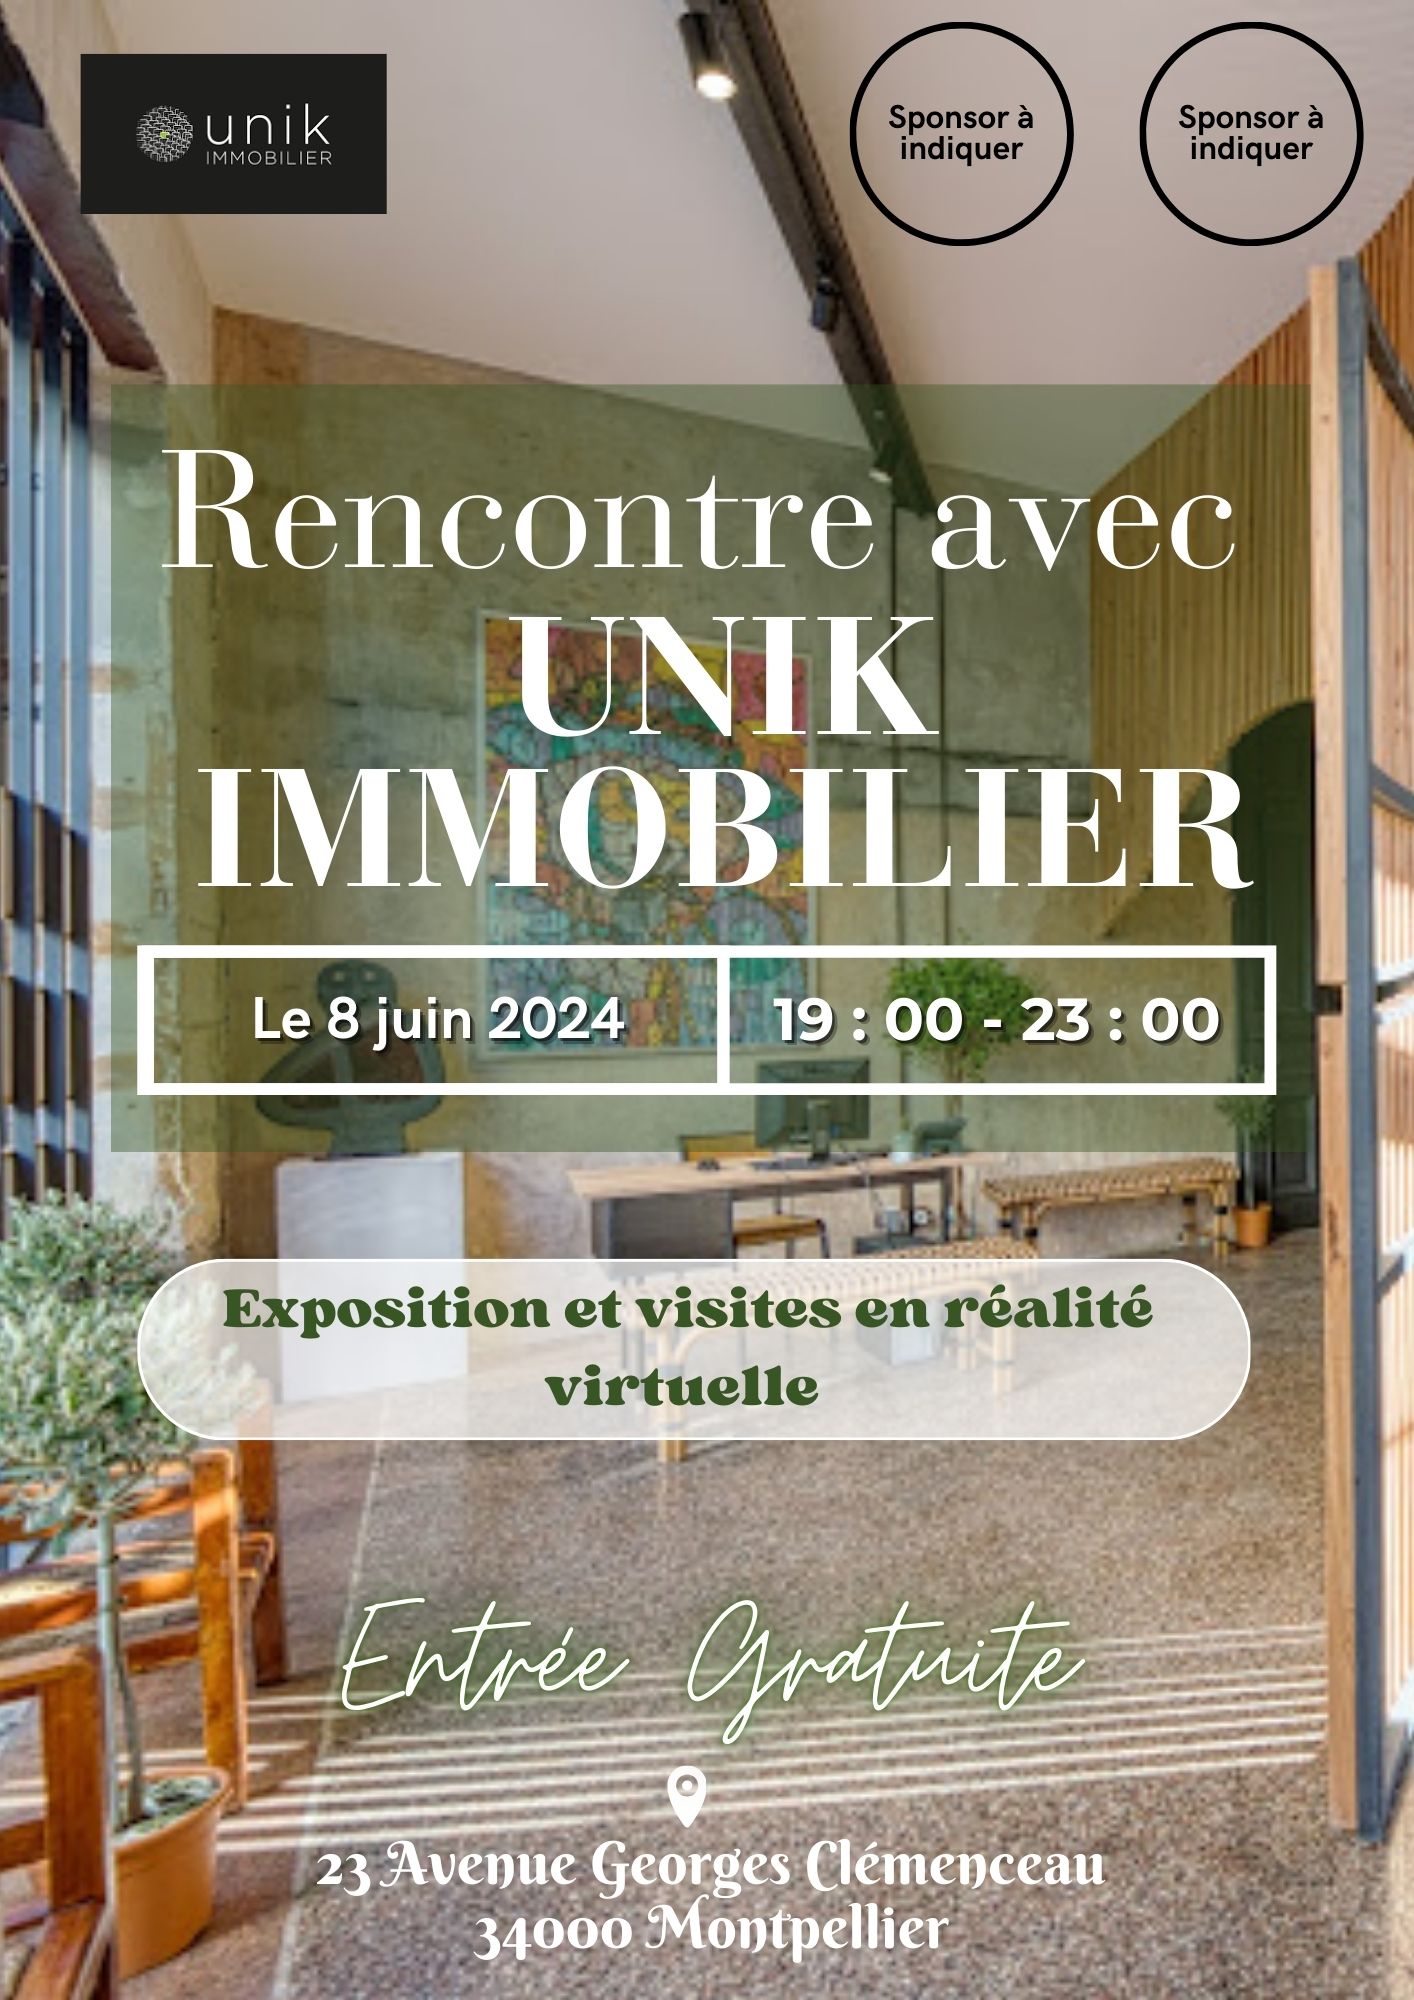 unik
IMMOBILIER
Sponsor à
indiquer
Sponsor à
indiquer
Rencontre avec
UNIK
IMMOBILIER
Le 8 juin 2024
19 : 00 - 23 : 00
Exposition et visites en réalité
virtuelle
Entrée Gratuite
23 Avenue Georges Clémenceau
34000 Montpellier